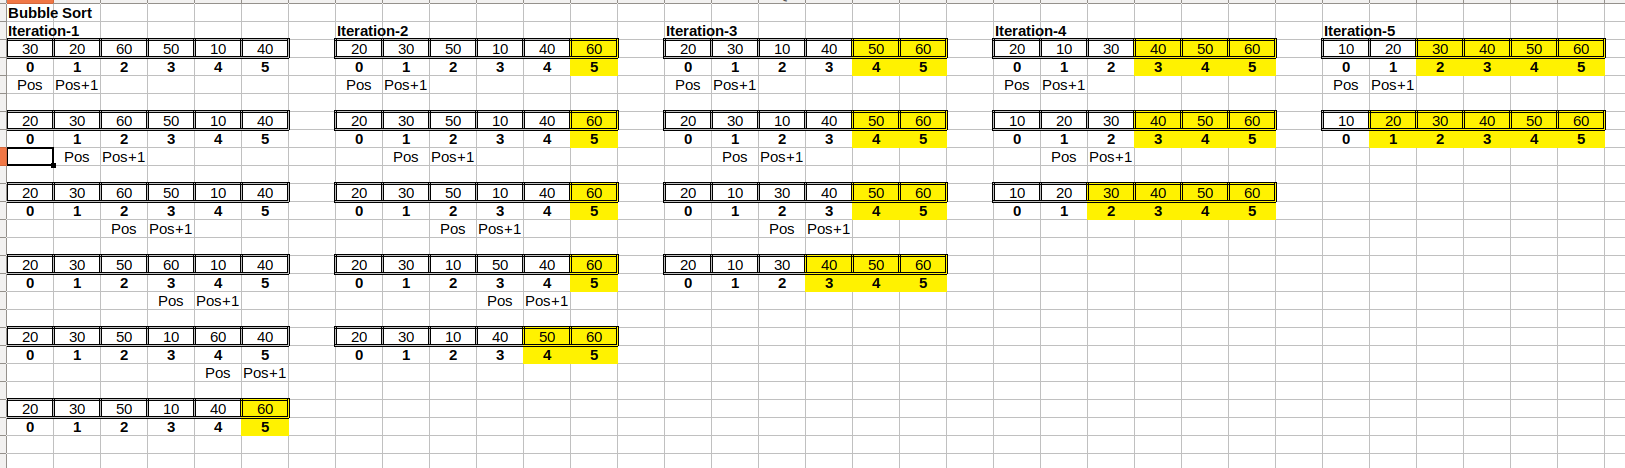 Bubble Sort
Iteration-1 Iteration-2 Iteration-3 Iteration-4 Iteration-5
30 20 60 50 10 40 20 30 50 10 40 60 20 30 10 40 50 60 20 10 30 40 50 60 10 20 30 40 50 60
0 1 2 3 4 5 0 1 2 3 4 5 0 1 2 3 4 5 0 1 2 3 4 5 0 1 2 3 4 5
Pos Pos+1 Pos Pos+1 Pos Pos+1 Pos Pos+1 Pos Pos+1
20 30 60 50 10 40 20 30 50 10 40 60 20 30 10 40 50 60 10 20 30 40 50 60 10 20 30 40 50 60
0 1 2 3 4 5 0 1 2 3 4 5 0 1 2 3 4 5 0 1 2 3 4 5 0 1 2 3 4 5
Pos Pos+1 Pos Pos+1 Pos Pos+1 Pos Pos+1
20 30 60 50 10 40 20 30 50 10 40 60 20 10 30 40 50 60 10 20 30 40 50 60
0 1 2 3 4 5 0 1 2 3 4 5 0 1 2 3 4 5 0 1 2 3 4 5
Pos Pos+1 Pos Pos+1 Pos Pos+1
20 30 50 60 10 40 20 30 10 50 40 60 20 10 30 40 50 60
0 1 2 3 4 5 0 1 2 3 4 5 0 1 2 3 4 5
Pos Pos+1 Pos Pos+1
20 30 50 10 60 40 20 30 10 40 50 60
0 1 2 3 4 5 0 1 2 3 4 5
Pos Pos+1
20 30 50 10 40 60
0 1 2 3 4 5